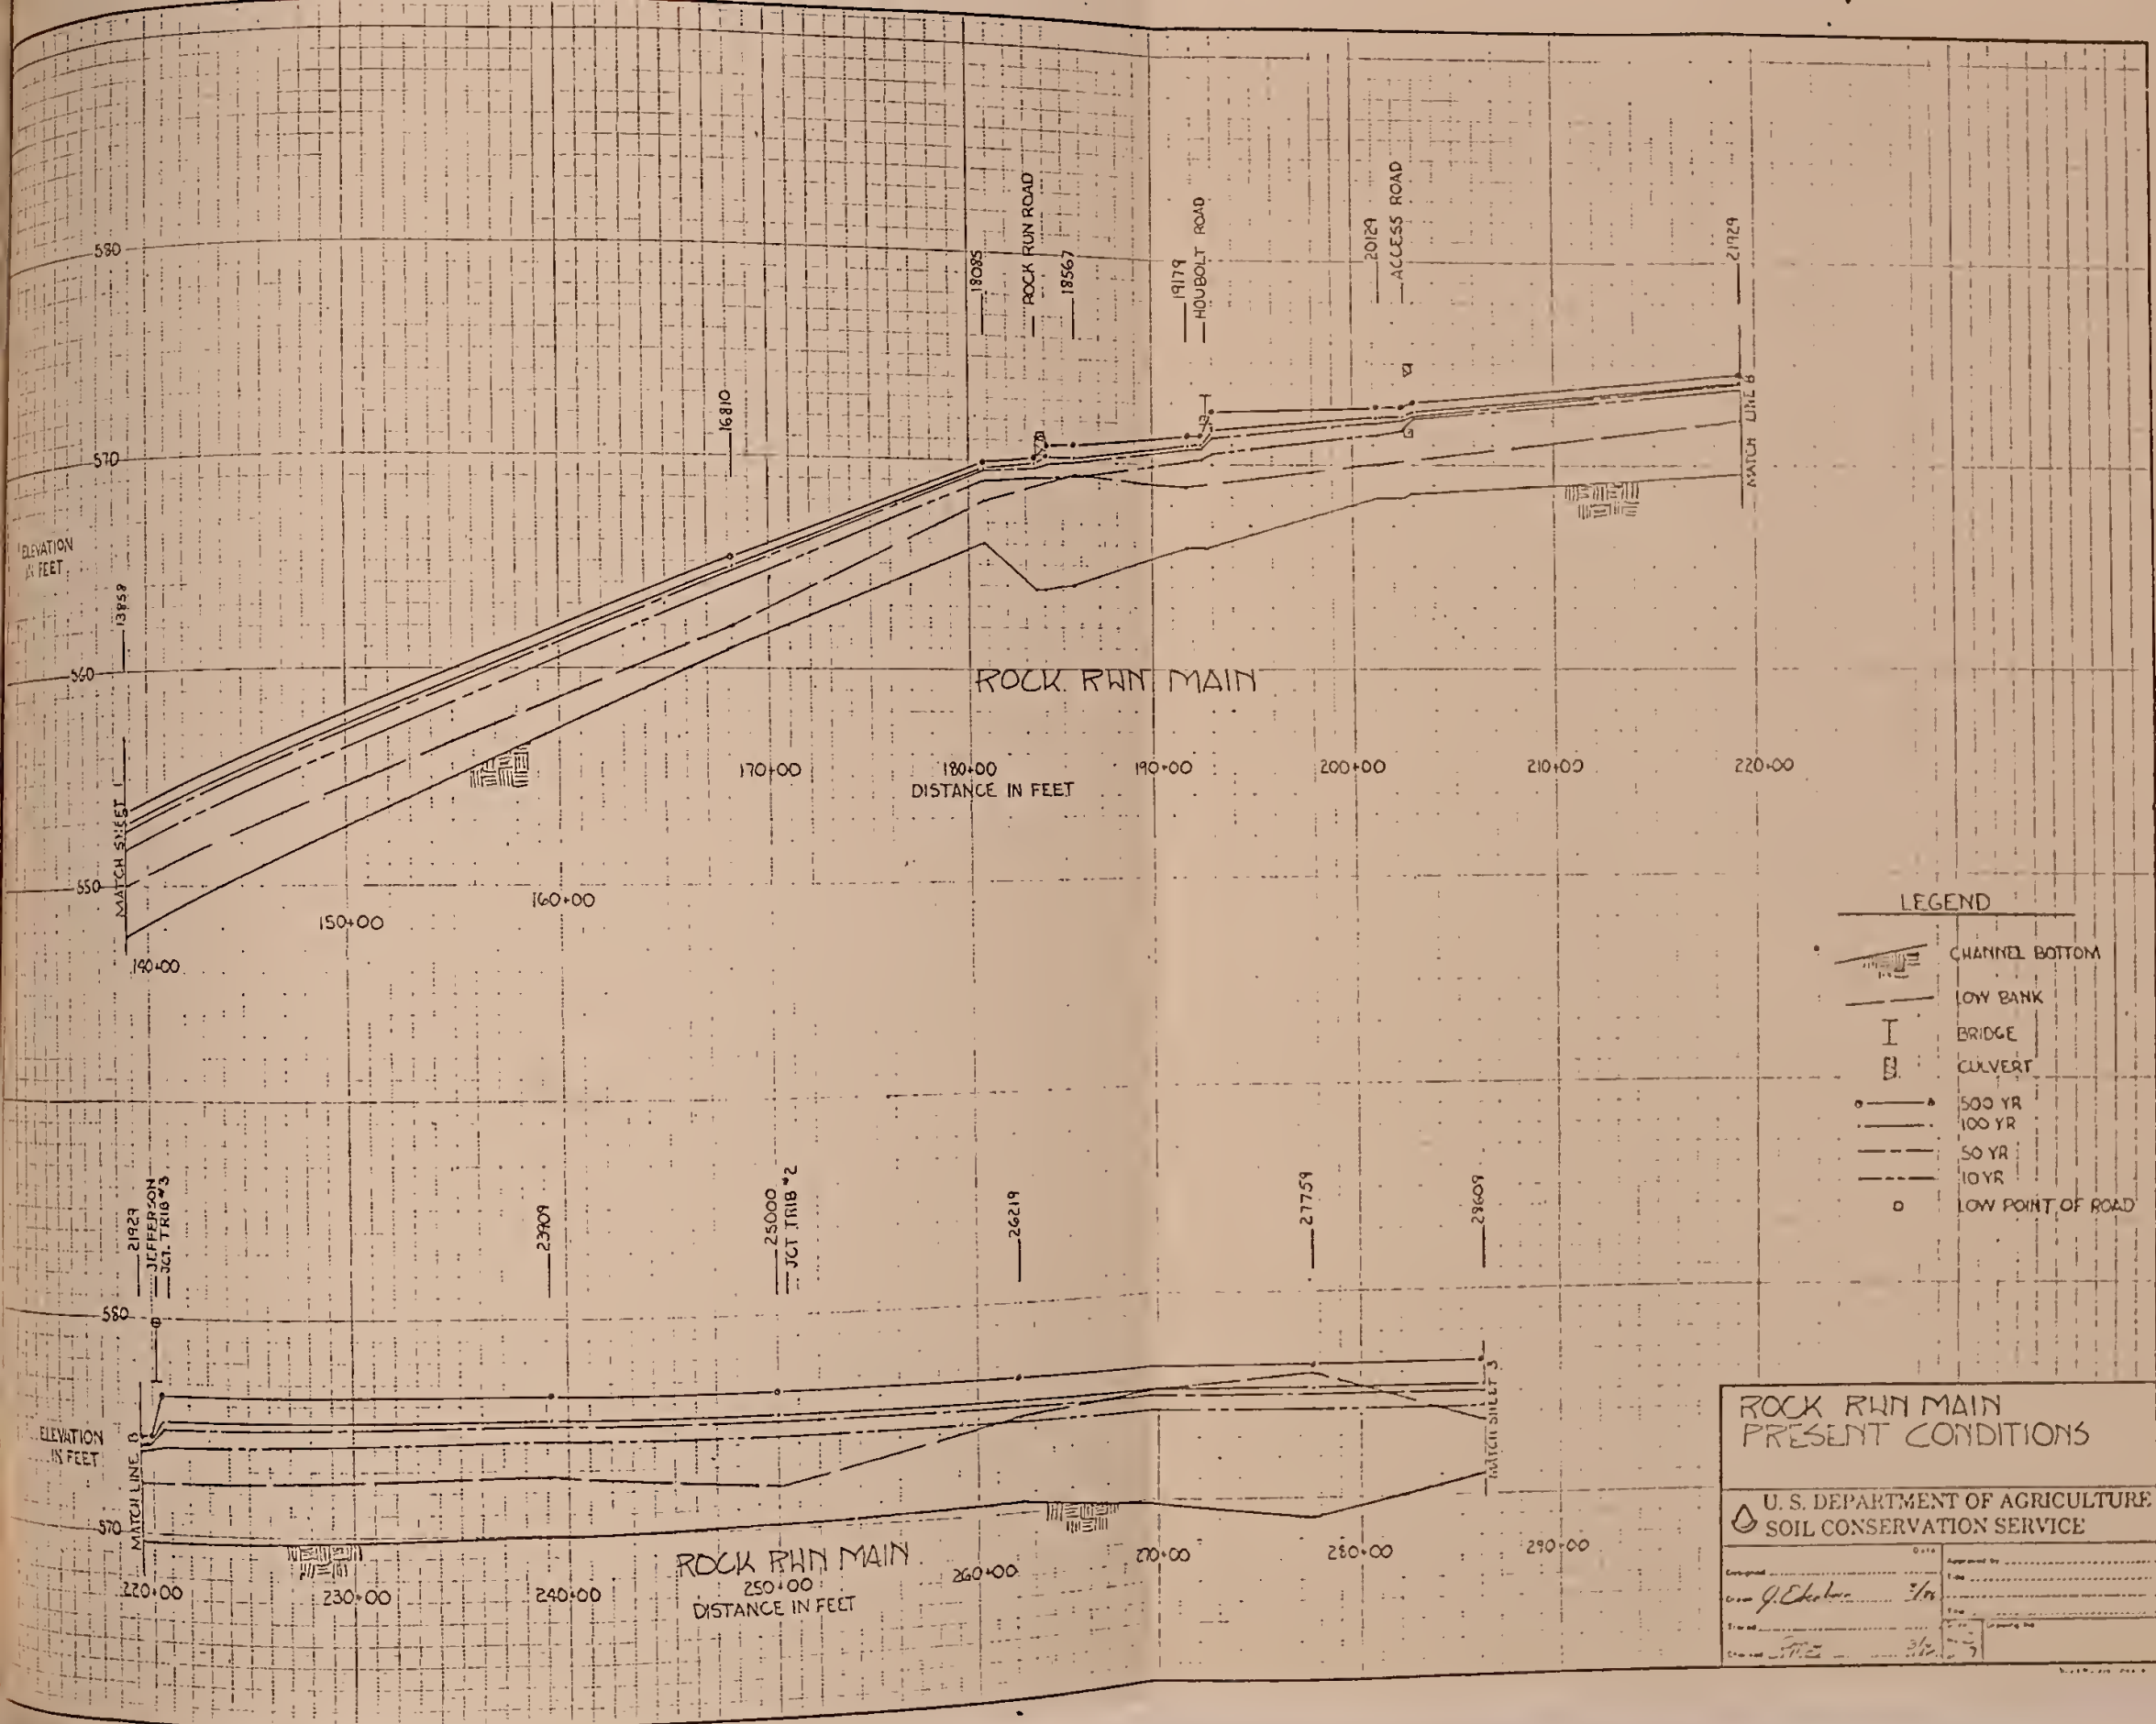 580
570
ELEVATION
IN FEET
560
550
13858
MATCH SHEET 1
16810
18085
ROCK RUN ROAD
18567
19179
HOUBOLT ROAD
20129
ACCESS ROAD
21929
MATCH LINE B
ROCK RUN MAIN
140+00
150+00
160+00
170+00
180+00
190+00
200+00
210+00
220+00
DISTANCE IN FEET
LEGEND
CHANNEL BOTTOM
LOW BANK
BRIDGE
CULVERT
500 YR
100 YR
50 YR
10 YR
LOW POINT OF ROAD
21929
JEFFERSON
JCT. TRIB #3
23909
25000
JCT TRIB #2
26219
27759
28609
580
ELEVATION
IN FEET
570
MATCH LINE B
MATCH SHEET 3
ROCK RUN MAIN
220+00
230+00
240+00
250+00
260+00
270+00
280+00
290+00
DISTANCE IN FEET
ROCK RUN MAIN
PRESENT CONDITIONS
U. S. DEPARTMENT OF AGRICULTURE
SOIL CONSERVATION SERVICE
Date
Approved by